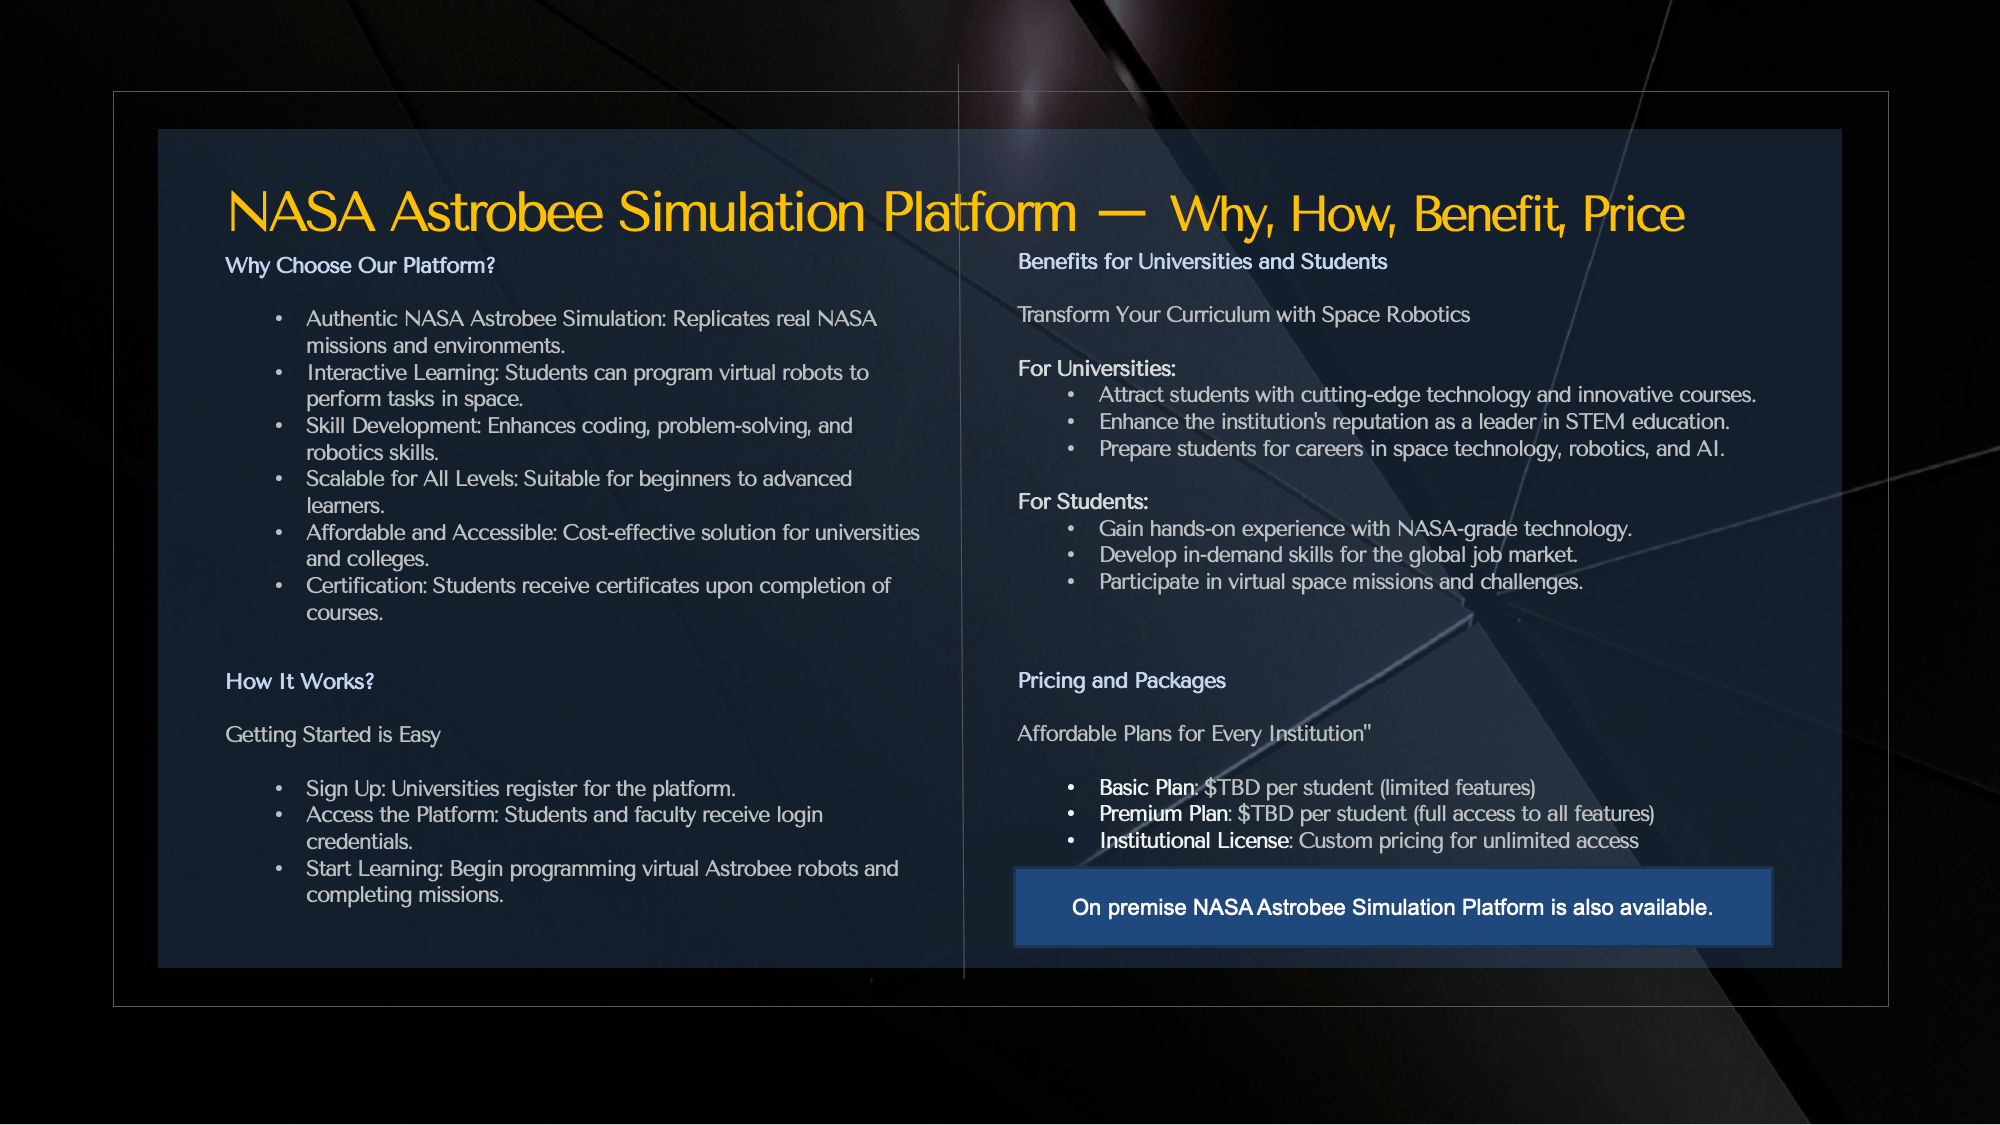 NASA Astrobee Simulation Platform — Why, How, Benefit, Price
Why Choose Our Platform?
• Authentic NASA Astrobee Simulation: Replicates real NASA
missions and environments.
• Interactive Learning: Students can program virtual robots to
perform tasks in space.
• Skill Development: Enhances coding, problem-solving, and
robotics skills.
• Scalable for All Levels: Suitable for beginners to advanced
learners.
• Affordable and Accessible: Cost-effective solution for universities
and colleges.
• Certification: Students receive certificates upon completion of
courses.
How It Works?
Getting Started is Easy
• Sign Up: Universities register for the platform.
• Access the Platform: Students and faculty receive login
credentials.
• Start Learning: Begin programming virtual Astrobee robots and
completing missions.
Benefits for Universities and Students
Transform Your Curriculum with Space Robotics
For Universities:
• Attract students with cutting-edge technology and innovative courses.
• Enhance the institution's reputation as a leader in STEM education.
• Prepare students for careers in space technology, robotics, and AI.
For Students:
• Gain hands-on experience with NASA-grade technology.
• Develop in-demand skills for the global job market.
• Participate in virtual space missions and challenges.
Pricing and Packages
Affordable Plans for Every Institution"
• Basic Plan: $TBD per student (limited features)
• Premium Plan: $TBD per student (full access to all features)
• Institutional License: Custom pricing for unlimited access
On premise NASA Astrobee Simulation Platform is also available.